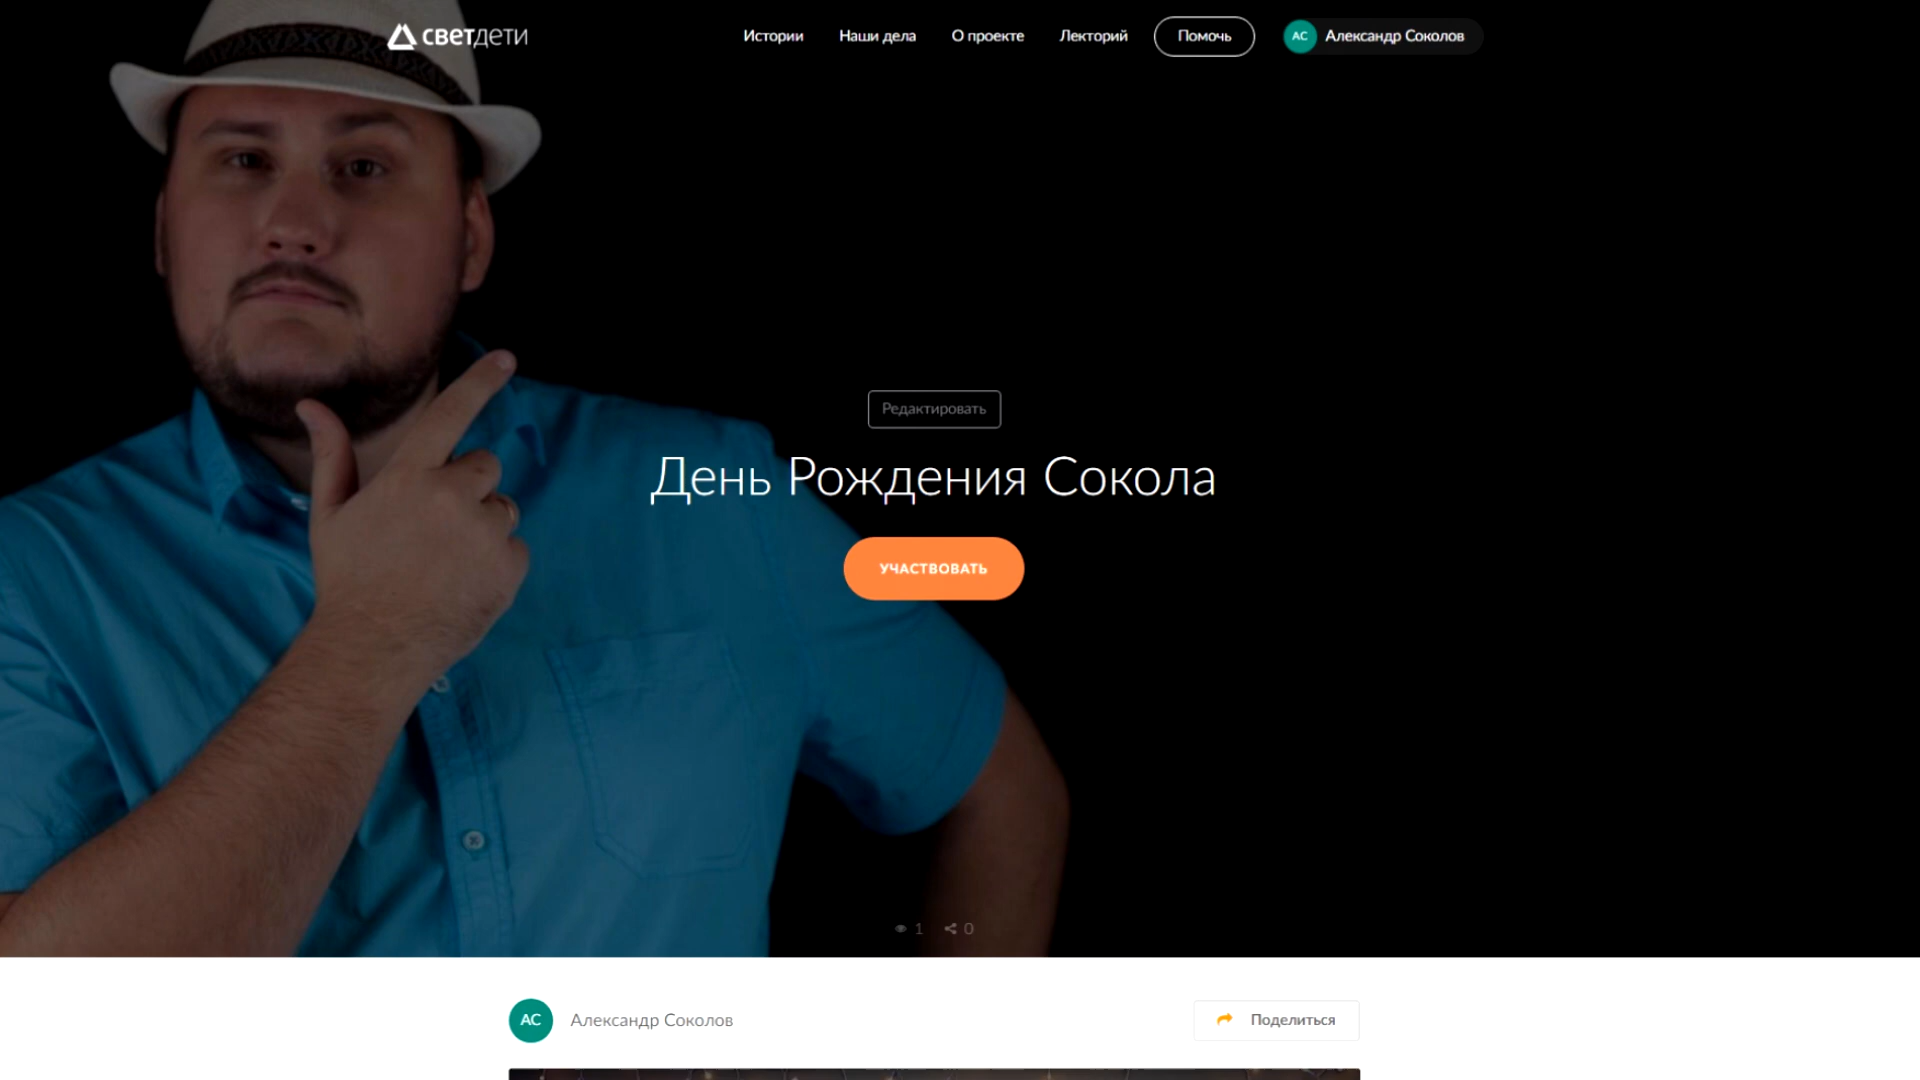 светдети
Истории
Наши дела
О проекте
Лекторий
Помочь
АС
Александр Соколов
Редактировать
День Рождения Сокола
УЧАСТВОВАТЬ
1
0
АС
Александр Соколов
Поделиться